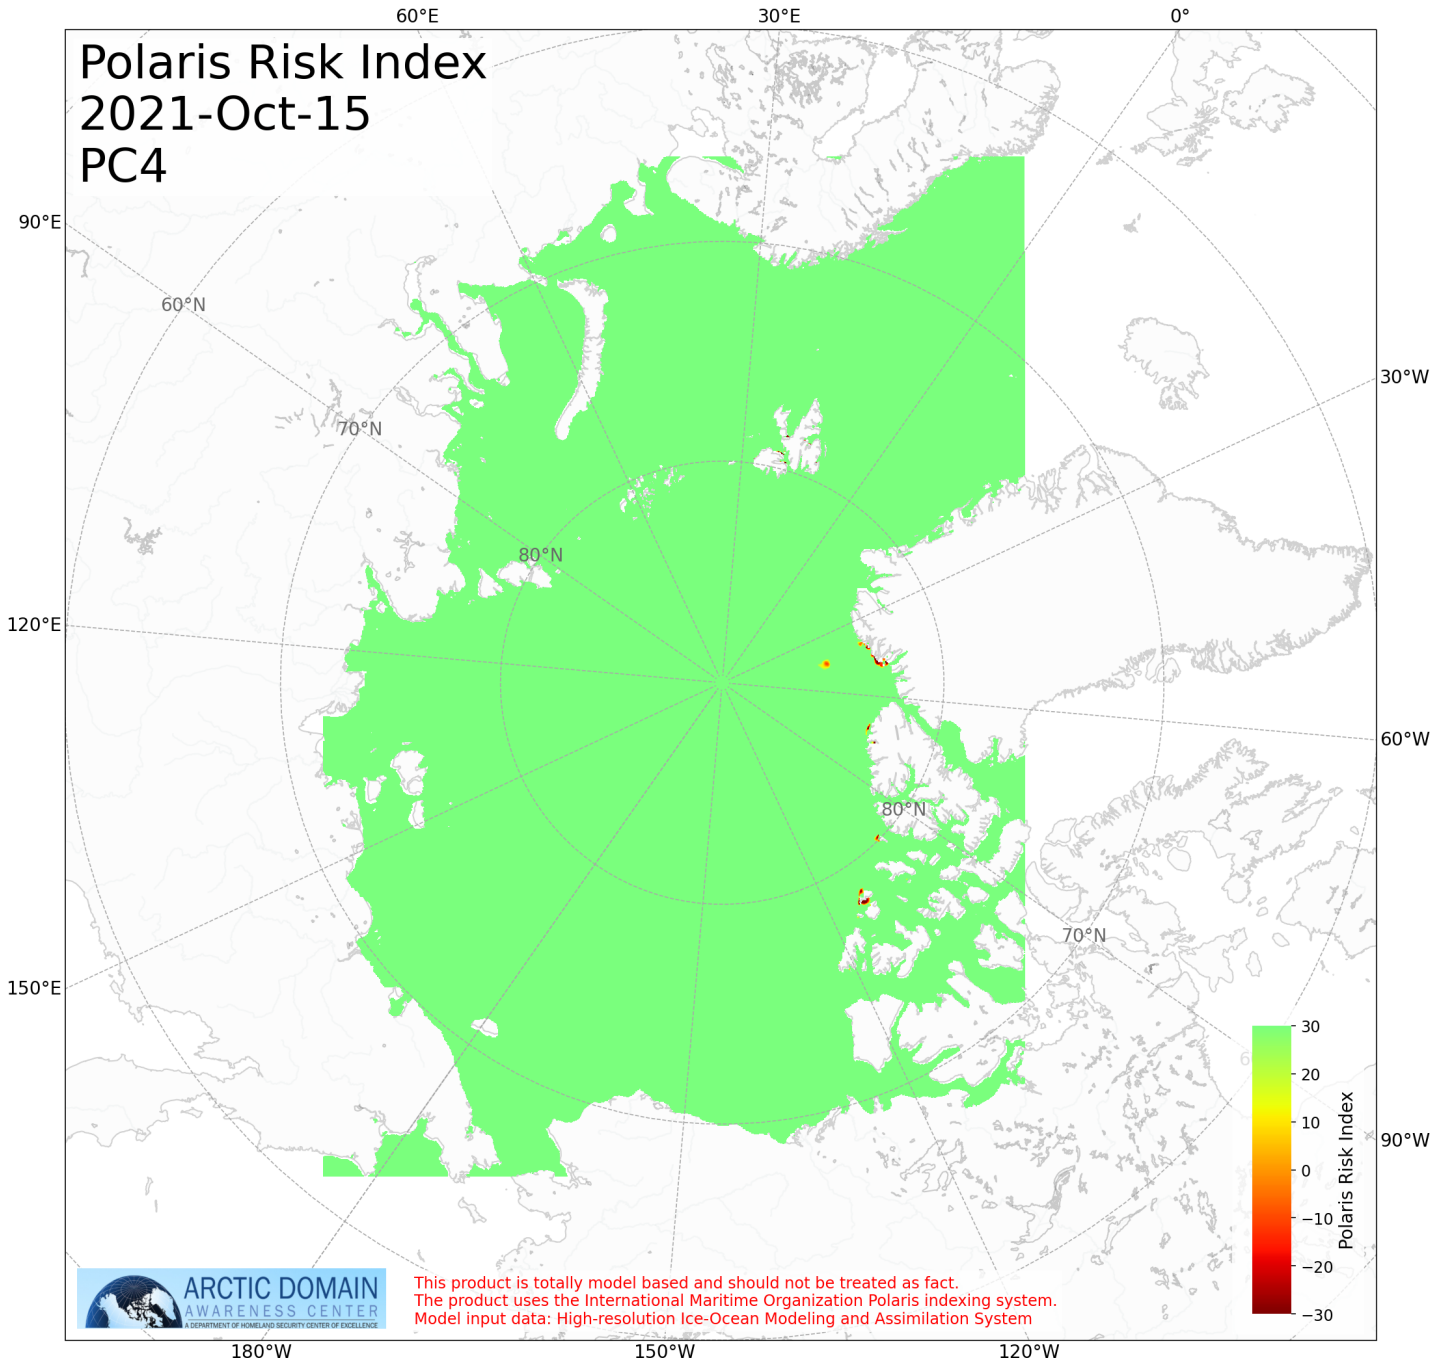 60°E 30°E 0°
Polaris Risk Index
2021-Oct-15
PC4
90°E
60°N
30°W
70°N
80°N
120°E
60°W
80°N
70°N
150°E
30
20
10
0
−10
−20
−30
Polaris Risk Index
90°W
ARCTIC DOMAIN
AWARENESS CENTER
A DEPARTMENT OF HOMELAND SECURITY CENTER OF EXCELLENCE
This product is totally model based and should not be treated as fact.
The product uses the International Maritime Organization Polaris indexing system.
Model input data: High-resolution Ice-Ocean Modeling and Assimilation System
180°W 150°W 120°W